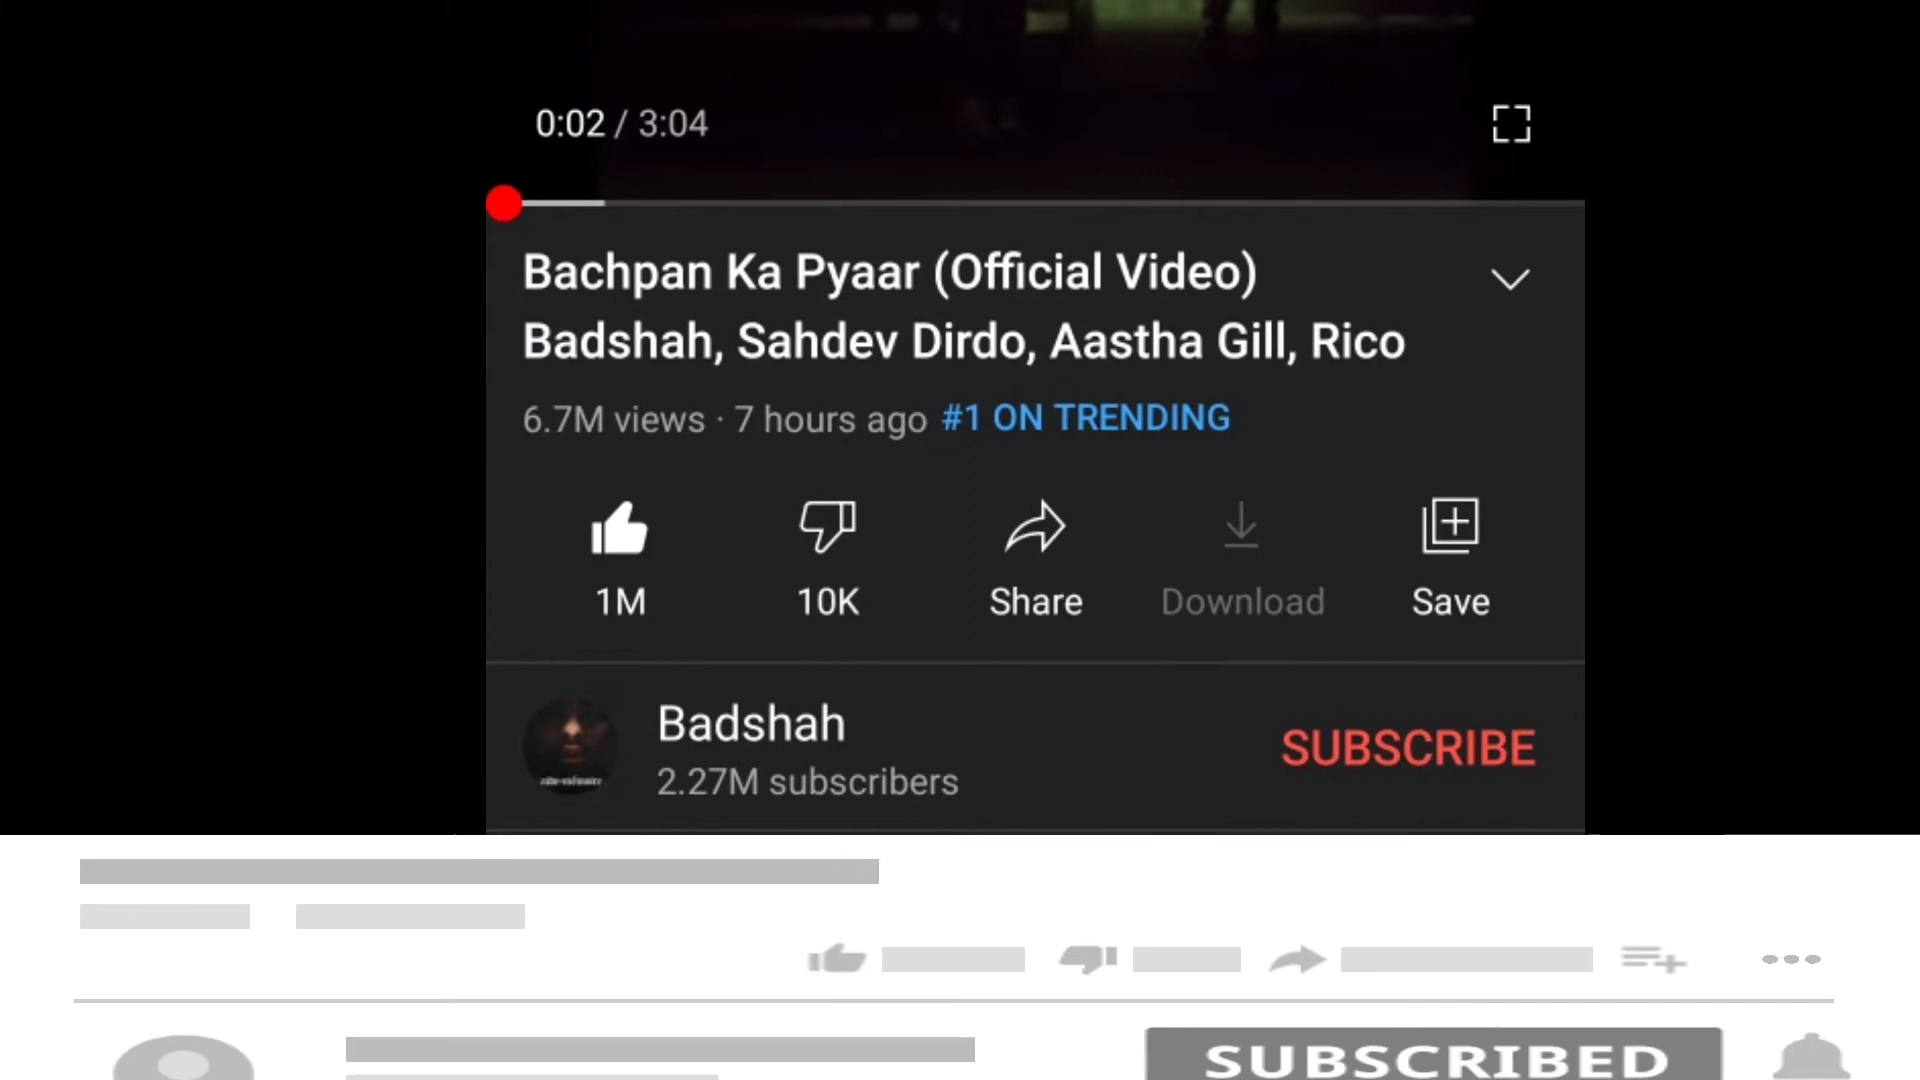 0:02 / 3:04
Bachpan Ka Pyaar (Official Video)
Badshah, Sahdev Dirdo, Aastha Gill, Rico
6.7M views · 7 hours ago #1 ON TRENDING
1M 10K Share Download Save
Badshah
2.27M subscribers
SUBSCRIBE
SUBSCRIBED